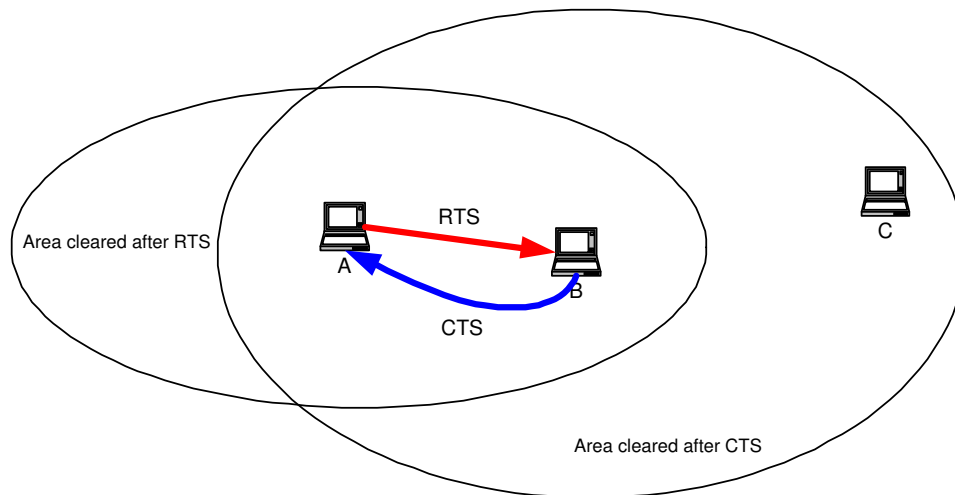 RTS
C
Area cleared after RTS
A
B
CTS
Area cleared after CTS